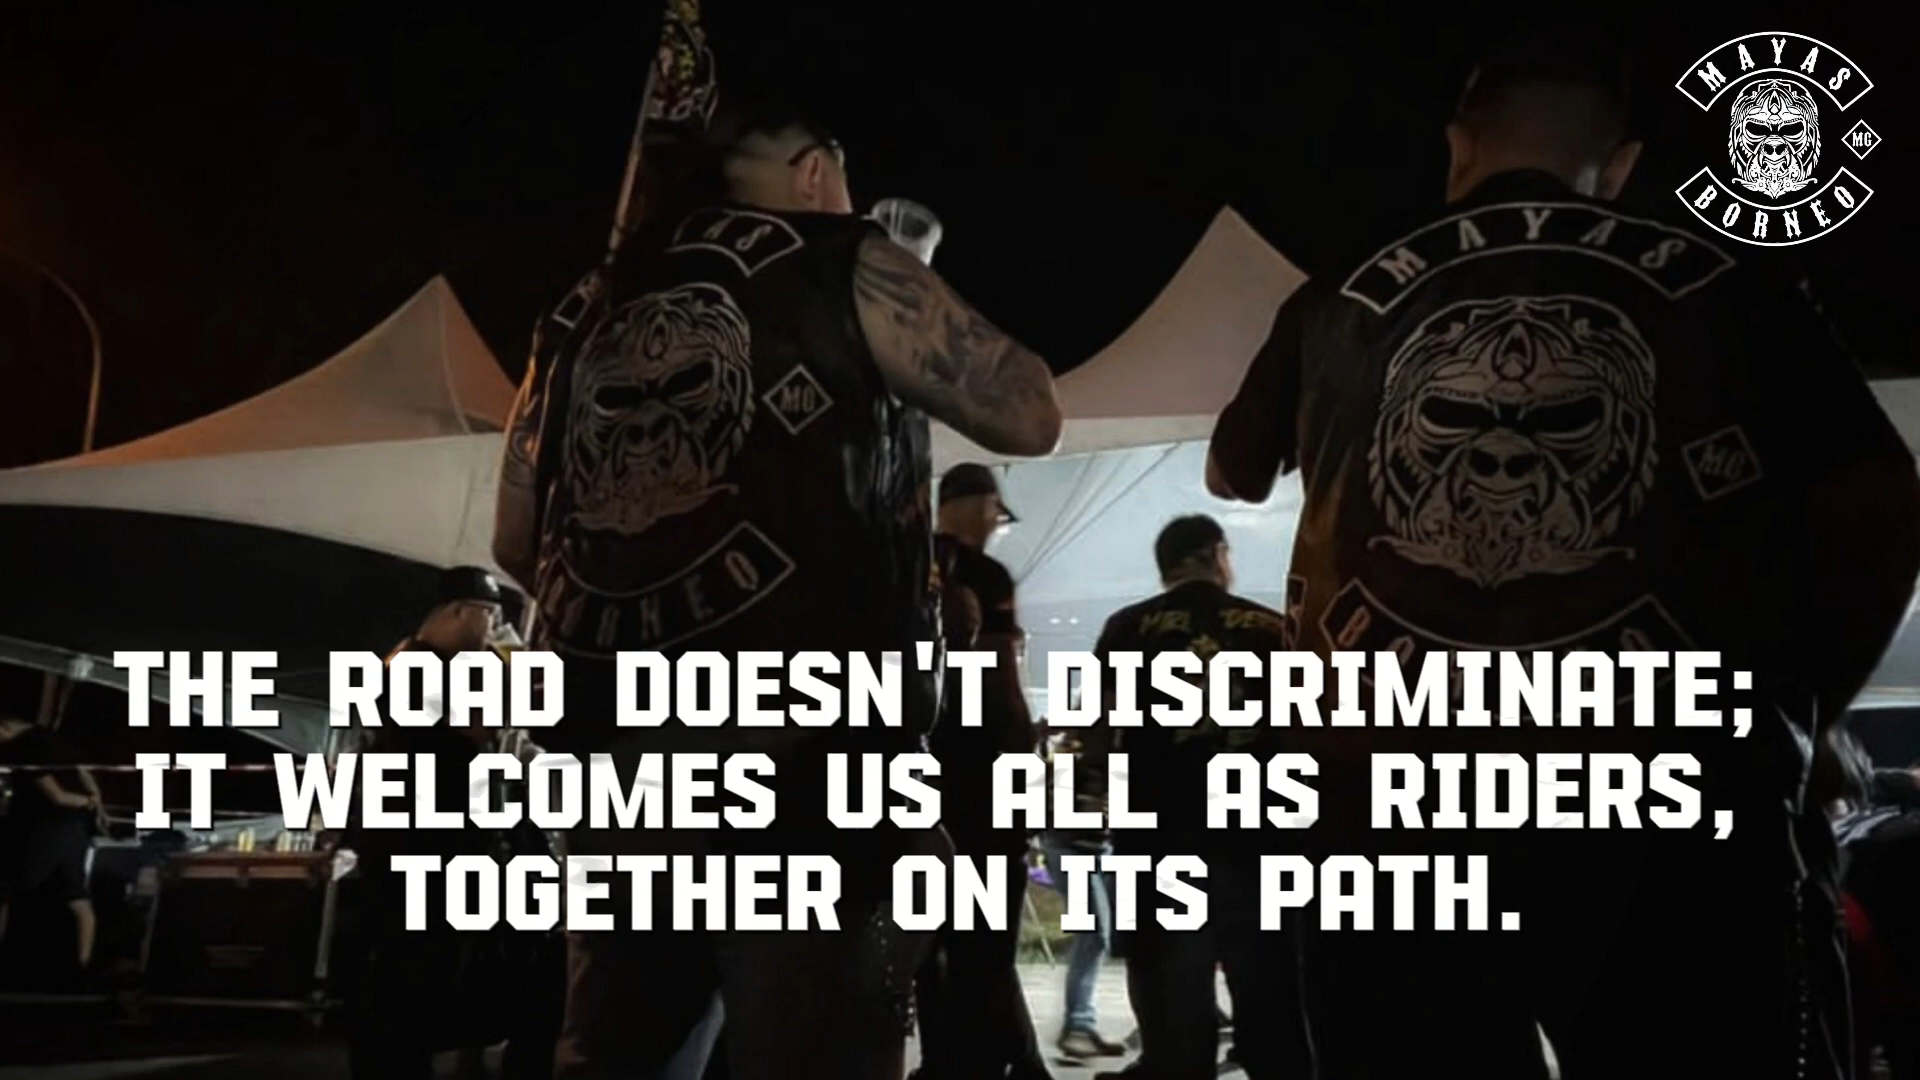 MAYAS
MC
BORNEO
AS
MC
BORNEO
MAYAS
MC
THE ROAD DOESN'T DISCRIMINATE;
IT WELCOMES US ALL AS RIDERS,
TOGETHER ON ITS PATH.